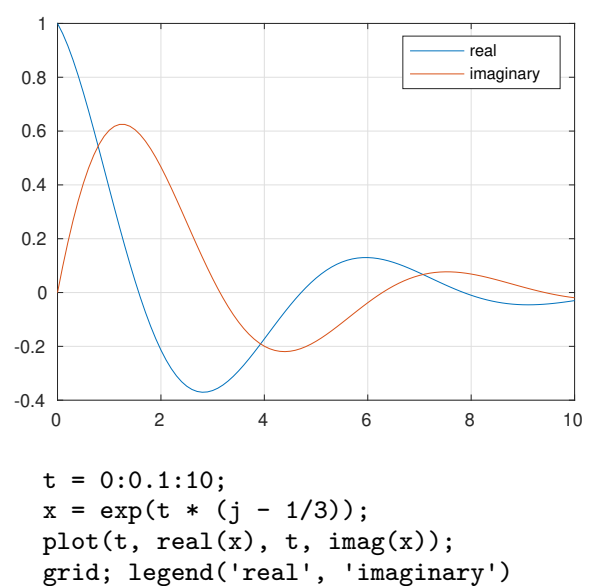 1
0.8
0.6
0.4
0.2
0
-0.2
-0.4
0 2 4 6 8 10
real
imaginary
t = 0:0.1:10;
x = exp(t * (j - 1/3));
plot(t, real(x), t, imag(x));
grid; legend('real', 'imaginary')